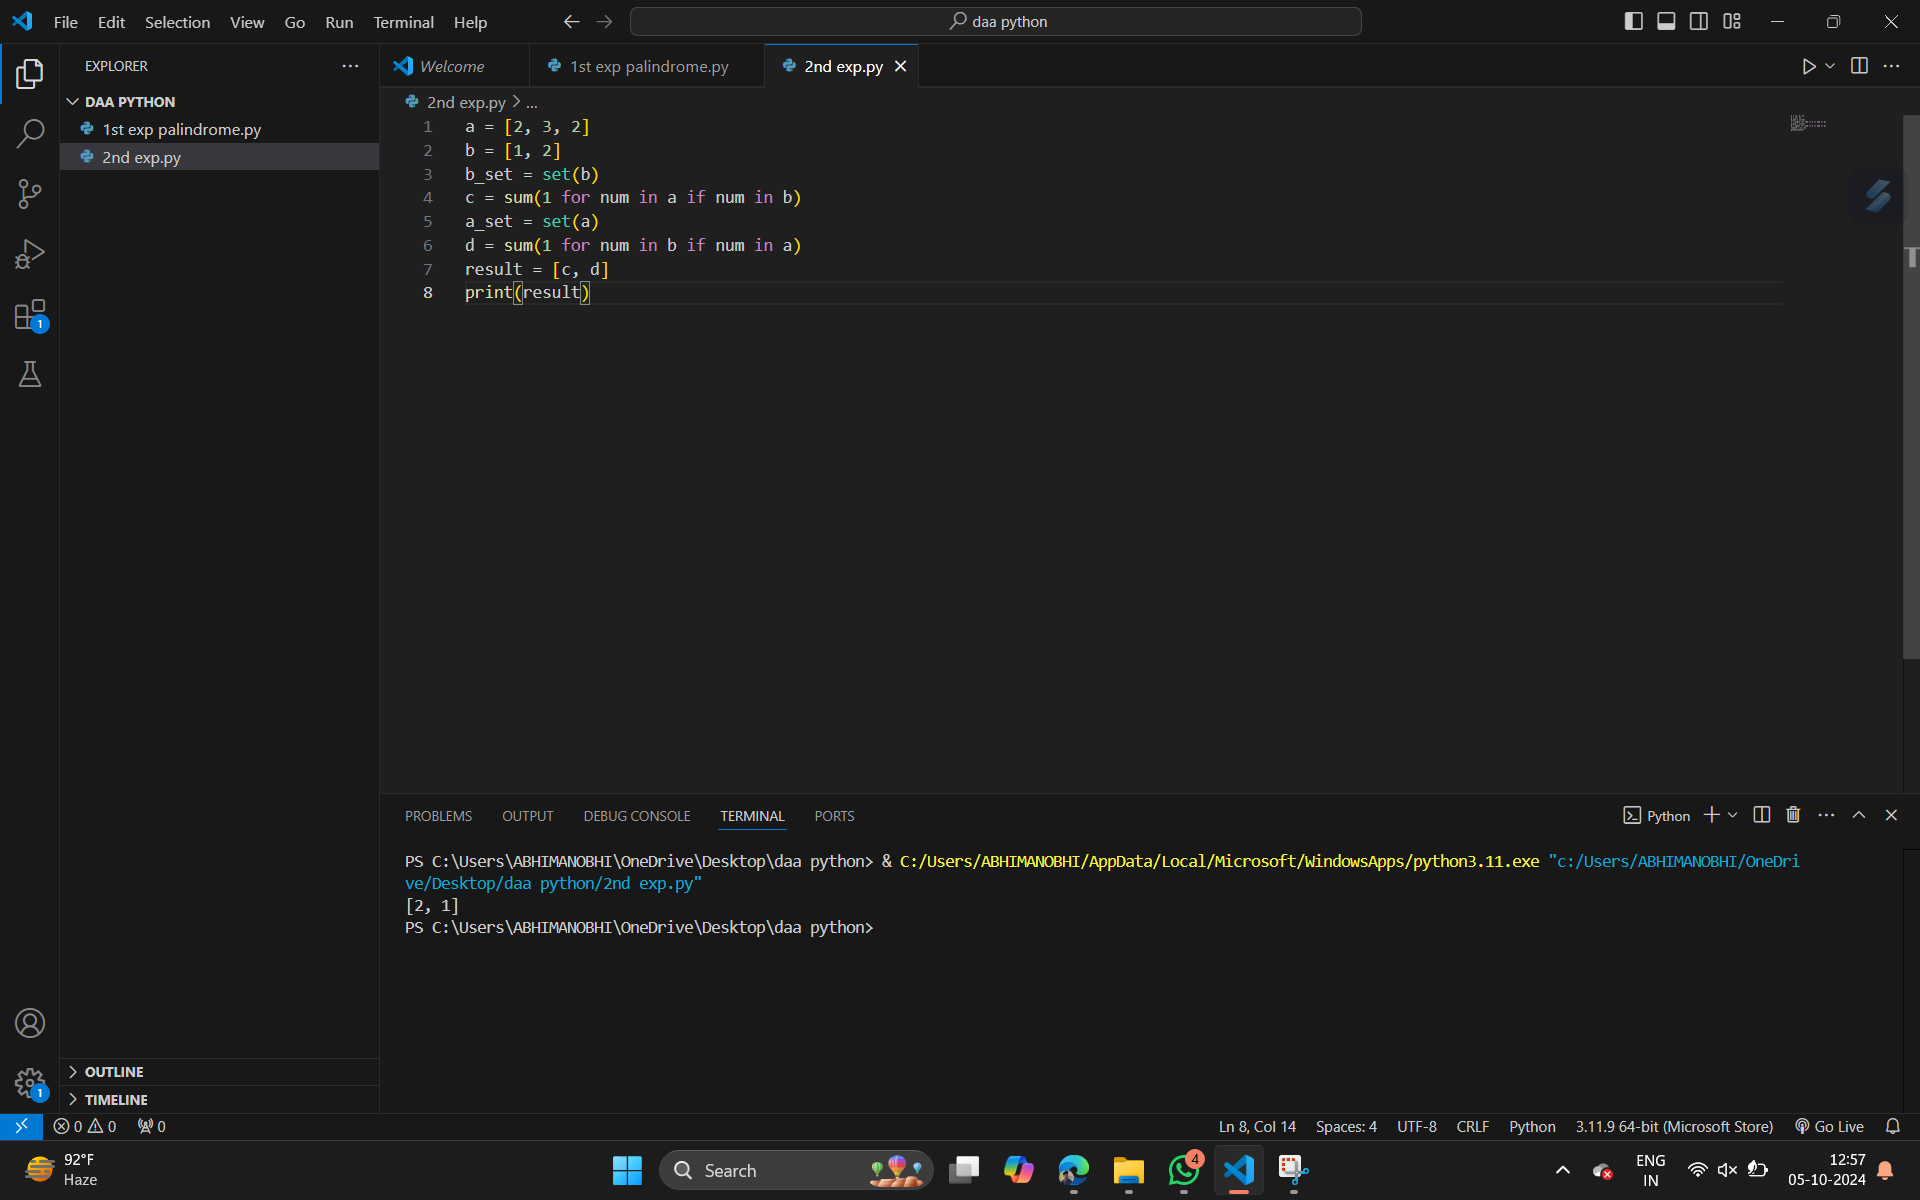 File Edit Selection View Go Run Terminal Help
daa python
EXPLORER
DAA PYTHON
1st exp palindrome.py
2nd exp.py
Welcome
1st exp palindrome.py
2nd exp.py
2nd exp.py > ...
1 a = [2, 3, 2]
2 b = [1, 2]
3 b_set = set(b)
4 c = sum(1 for num in a if num in b)
5 a_set = set(a)
6 d = sum(1 for num in b if num in a)
7 result = [c, d]
8 print(result)
1
PROBLEMS OUTPUT DEBUG CONSOLE TERMINAL PORTS
Python
PS C:\Users\ABHIMANOBHI\OneDrive\Desktop\daa python> & C:/Users/ABHIMANOBHI/AppData/Local/Microsoft/WindowsApps/python3.11.exe "c:/Users/ABHIMANOBHI/OneDri
ve/Desktop/daa python/2nd exp.py"
[2, 1]
PS C:\Users\ABHIMANOBHI\OneDrive\Desktop\daa python>
OUTLINE
1
TIMELINE
0 0 0
Ln 8, Col 14 Spaces: 4 UTF-8 CRLF Python 3.11.9 64-bit (Microsoft Store) Go Live
92°F
Haze
Search
4
ENG
IN
12:57
05-10-2024